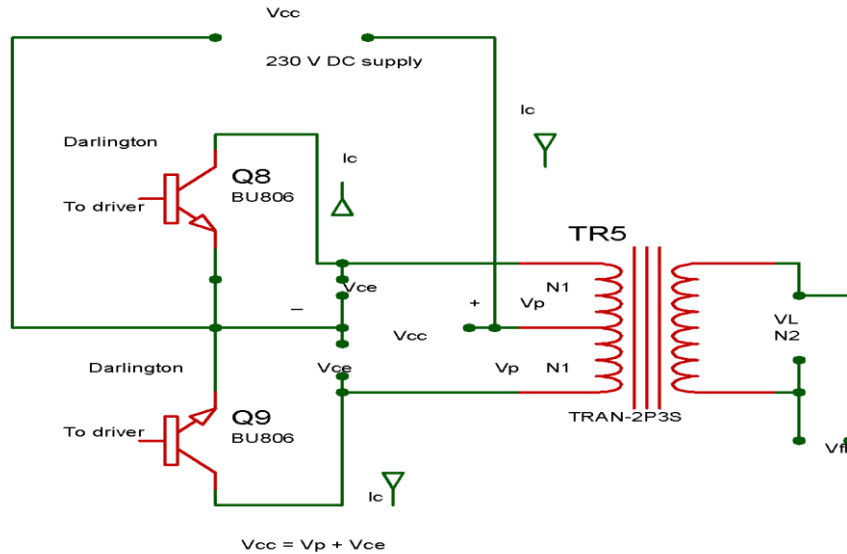 Vcc
230 V DC supply
Ic
Darlington
Ic
Q8
BU806
To driver
TR5
Vce
N1
+
Vp
–
Vcc
VL
N2
Vce
Vp
N1
Darlington
Q9
BU806
TRAN-2P3S
To driver
Ic
Vcc = Vp + Vce